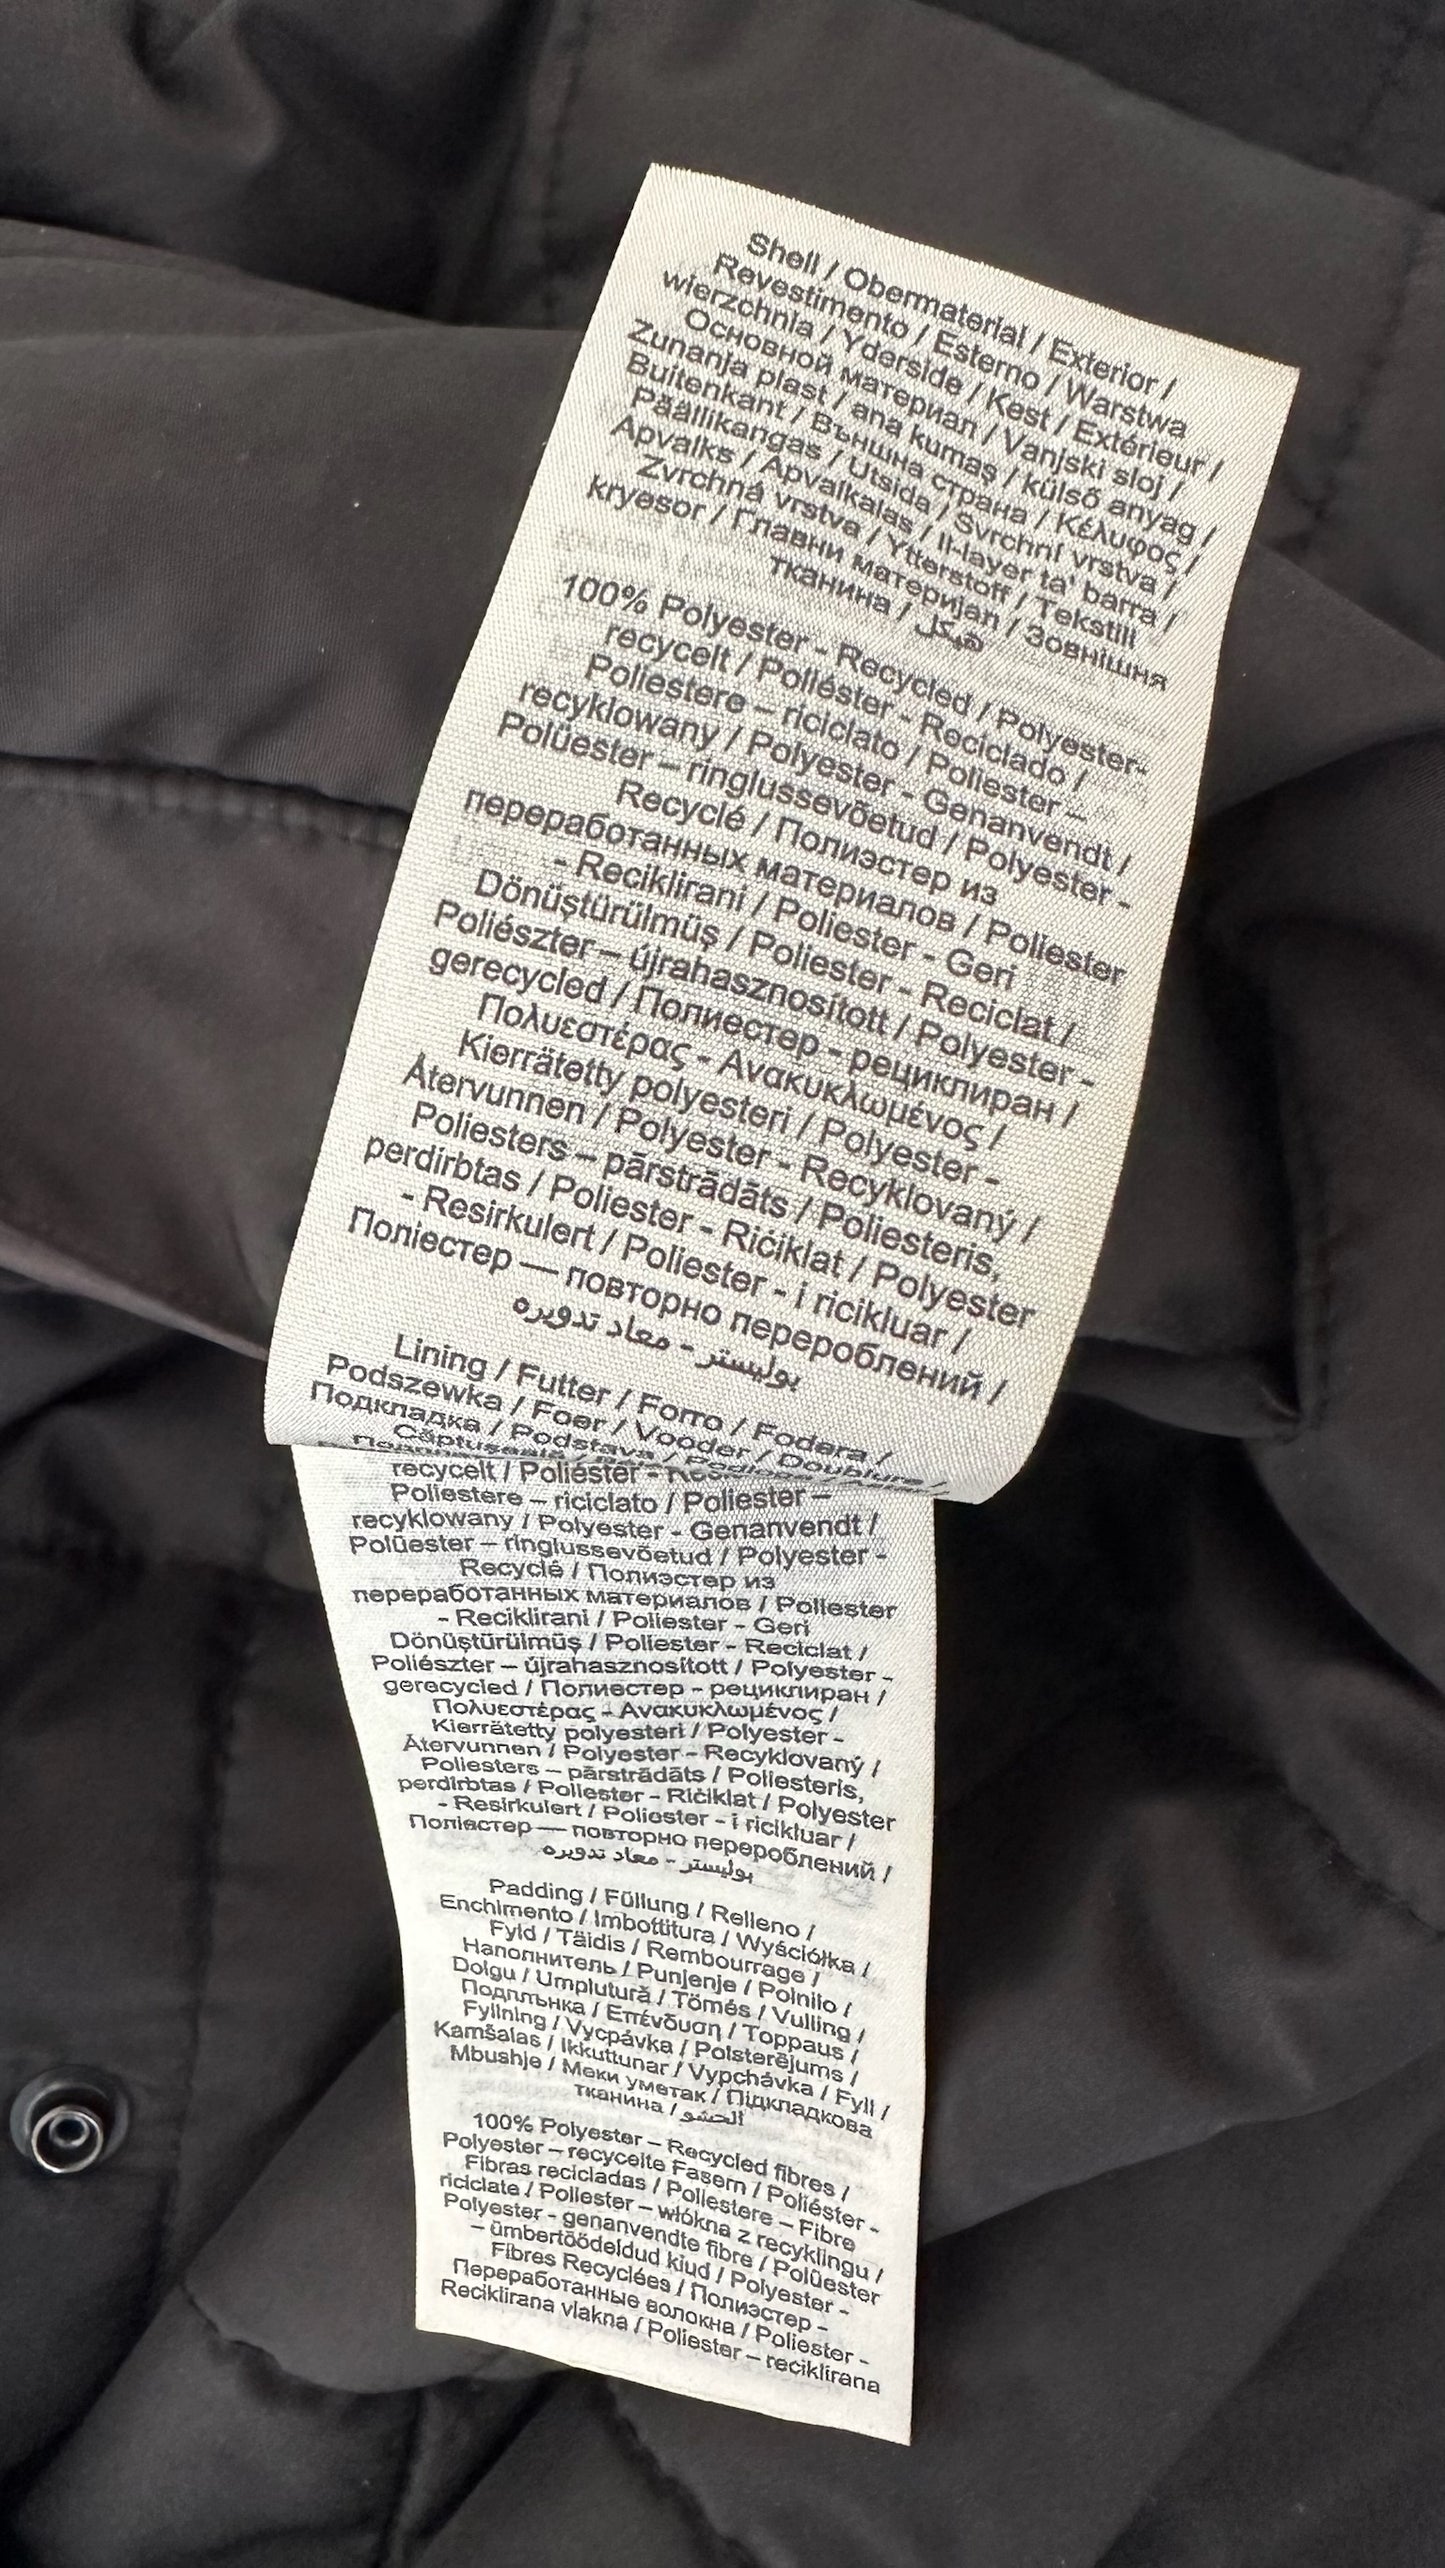 Shell / Obermaterial / Exterior /
Revestimento / Esterno / Warstwa
wierzchnia / Yderside / Kest / Extérieur /
Основной материал / Vanjski sloj /
Zunanja plast / ana kumaş / külső anyag /
Buitenkant / Външна страна / Κέλυφος /
Päällikangas / Utsida / Svrchní vrstva /
Apvalks / Apvalkalas / Il-layer ta' barra /
Zvrchná vrstva / Ytterstoff / Tekstili
kryesor / Главни материјал / Зовнішня
тканина / هيكل
100% Polyester - Recycled / Polyester-
recycelt / Poliéster - Reciclado /
Poliestere – riciclato / Poliester –
recyklowany / Polyester - Genanvendt /
Polüester – ringlussevõetud / Polyester -
Recyclé / Полиэстер из
переработанных материалов / Poliester
- Reciklirani / Poliester - Geri
Dönüştürülmüş / Poliester - Reciclat /
Poliészter – újrahasznosított / Polyester -
gerecycled / Полиестер - рециклиран /
Πολυεστέρας - Ανακυκλωμένος /
Kierrätetty polyesteri / Polyester -
Återvunnen / Polyester - Recyklovaný /
Poliesters – pārstrādāts / Poliesteris,
perdirbtas / Poliester - Riċiklat / Polyester
- Resirkulert / Poliester - i ricikluar /
Поліестер — повторно перероблений /
بوليستر - معاد تدويره
Lining / Futter / Forro / Fodera /
Podszewka / Foer / Vooder / Doublure /
Подкладка / Podstava /
recycelt / Poliéster -
Poliestere – riciclato / Poliester –
recyklowany / Polyester - Genanvendt /
Polüester – ringlussevõetud / Polyester -
Recyclé / Полиэстер из
переработанных материалов / Poliester
- Reciklirani / Poliester - Geri
Dönüştürülmüş / Poliester - Reciclat /
Poliészter – újrahasznosított / Polyester -
gerecycled / Полиестер - рециклиран /
Πολυεστέρας - Ανακυκλωμένος /
Kierrätetty polyesteri / Polyester -
Återvunnen / Polyester - Recyklovaný /
Poliesters – pārstrādāts / Poliesteris,
perdirbtas / Poliester - Riċiklat / Polyester
- Resirkulert / Poliester - i ricikluar /
Поліестер — повторно перероблений /
بوليستر - معاد تدويره
Padding / Füllung / Relleno /
Enchimento / Imbottitura / Wyściółka /
Fyld / Täidis / Rembourrage /
Наполнитель / Punjenje / Polnilo /
Dolgu / Umplutură / Tömés / Vulling /
Подплънка / Επένδυση / Toppaus /
Fyllning / Vycpávka / Polsterējums /
Kamšalas / Ikkuttunar / Vypchávka / Fyll /
Mbushje / Меки уметак / Підкладкова
тканина / الحشو
100% Polyester – Recycled fibres /
Polyester – recycelte Fasern / Poliéster -
Fibras recicladas / Poliestere – Fibre
riciclate / Poliester – włókna z recyklingu /
Polyester - genanvendte fibre / Polüester
– ümbertöödeldud kiud / Polyester -
Fibres Recyclées / Полиэстер -
Переработанные волокна / Poliester -
Reciklirana vlakna / Poliester – reciklirana